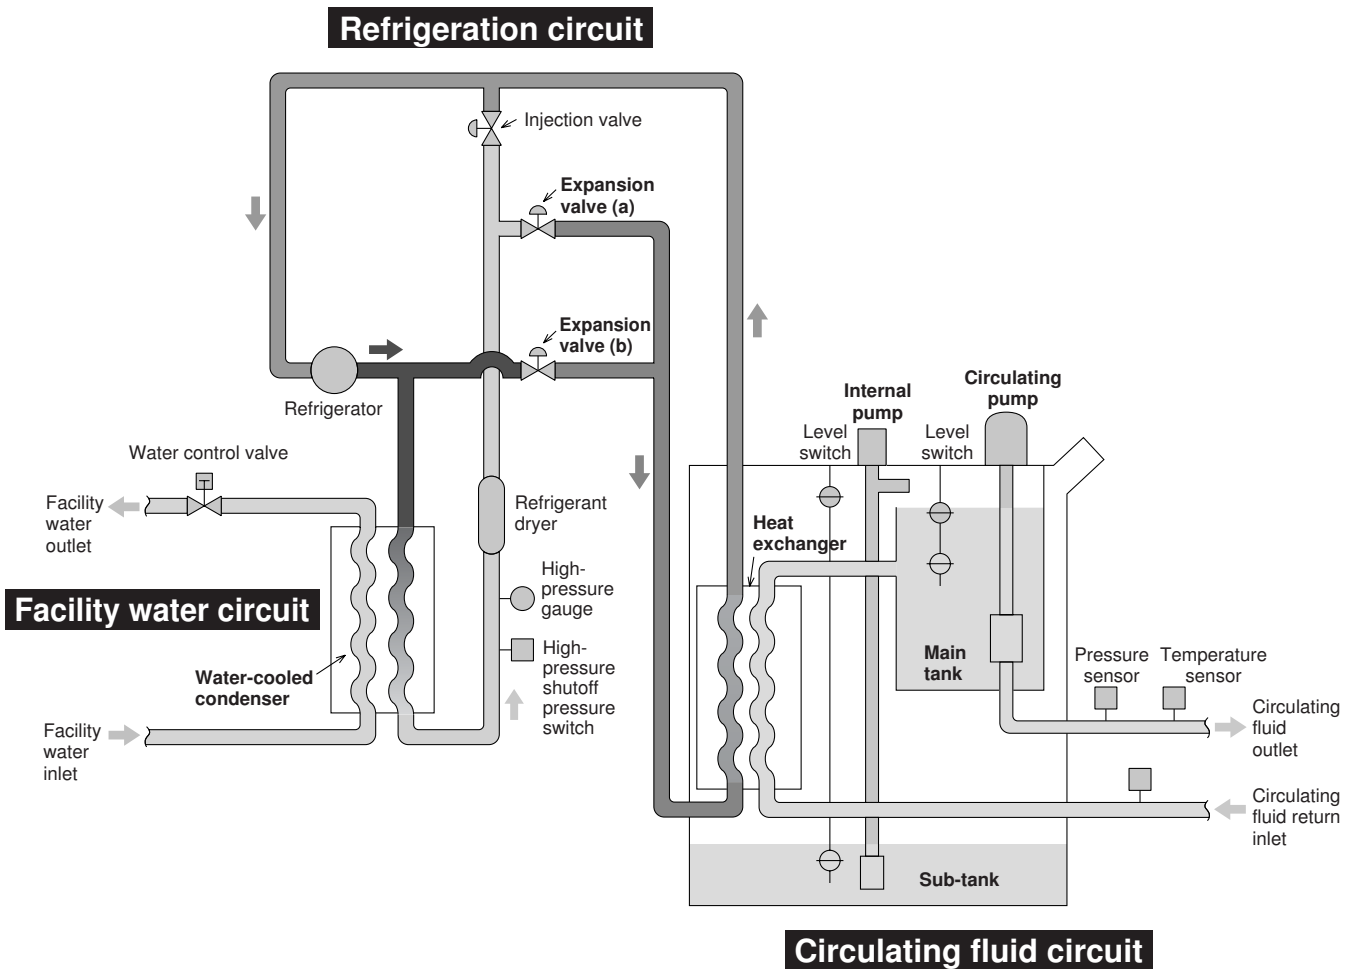 Refrigeration circuit
Injection valve
Expansion
valve (a)
Expansion
valve (b)
Refrigerator
Water control valve
Facility
water
outlet
Refrigerant
dryer
High-
pressure
gauge
Facility water circuit
High-
pressure
shutoff
pressure
switch
Water-cooled
condenser
Facility
water
inlet
Internal
pump
Circulating
pump
Level
switch
Level
switch
Heat
exchanger
Main
tank
Pressure
sensor
Temperature
sensor
Circulating
fluid
outlet
Circulating
fluid return
inlet
Sub-tank
Circulating fluid circuit